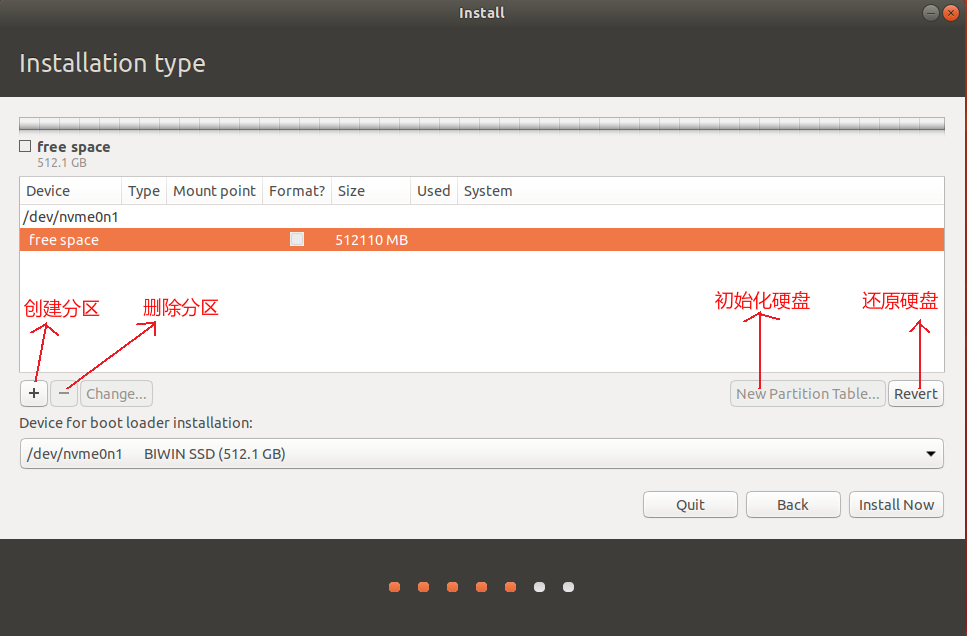 Install
Installation type
free space
512.1 GB
Device Type Mount point Format? Size Used System
/dev/nvme0n1
free space 512110 MB
创建分区 删除分区 初始化硬盘 还原硬盘
+ − Change... New Partition Table... Revert
Device for boot loader installation:
/dev/nvme0n1 BIWIN SSD (512.1 GB)
Quit Back Install Now